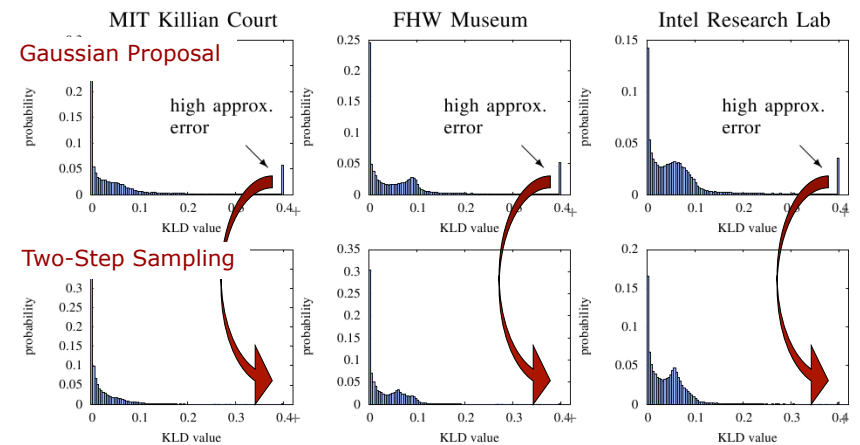 MIT Killian Court
FHW Museum
Intel Research Lab
Gaussian Proposal
probability
0.2
0.15
0.1
0.05
0
high approx.
error
0 0.1 0.2 0.3 0.4+
KLD value
probability
0.25
0.2
0.15
0.1
0.05
0
high approx.
error
0 0.1 0.2 0.3 0.4+
KLD value
probability
0.15
0.1
0.05
0
high approx.
error
0 0.1 0.2 0.3 0.4+
KLD value
Two-Step Sampling
probability
0.3
0.25
0.2
0.15
0.1
0.05
0
0 0.1 0.2 0.3 0.4+
KLD value
probability
0.35
0.3
0.25
0.2
0.15
0.1
0.05
0
0 0.1 0.2 0.3 0.4+
KLD value
probability
0.2
0.15
0.1
0.05
0
0 0.1 0.2 0.3 0.4+
KLD value